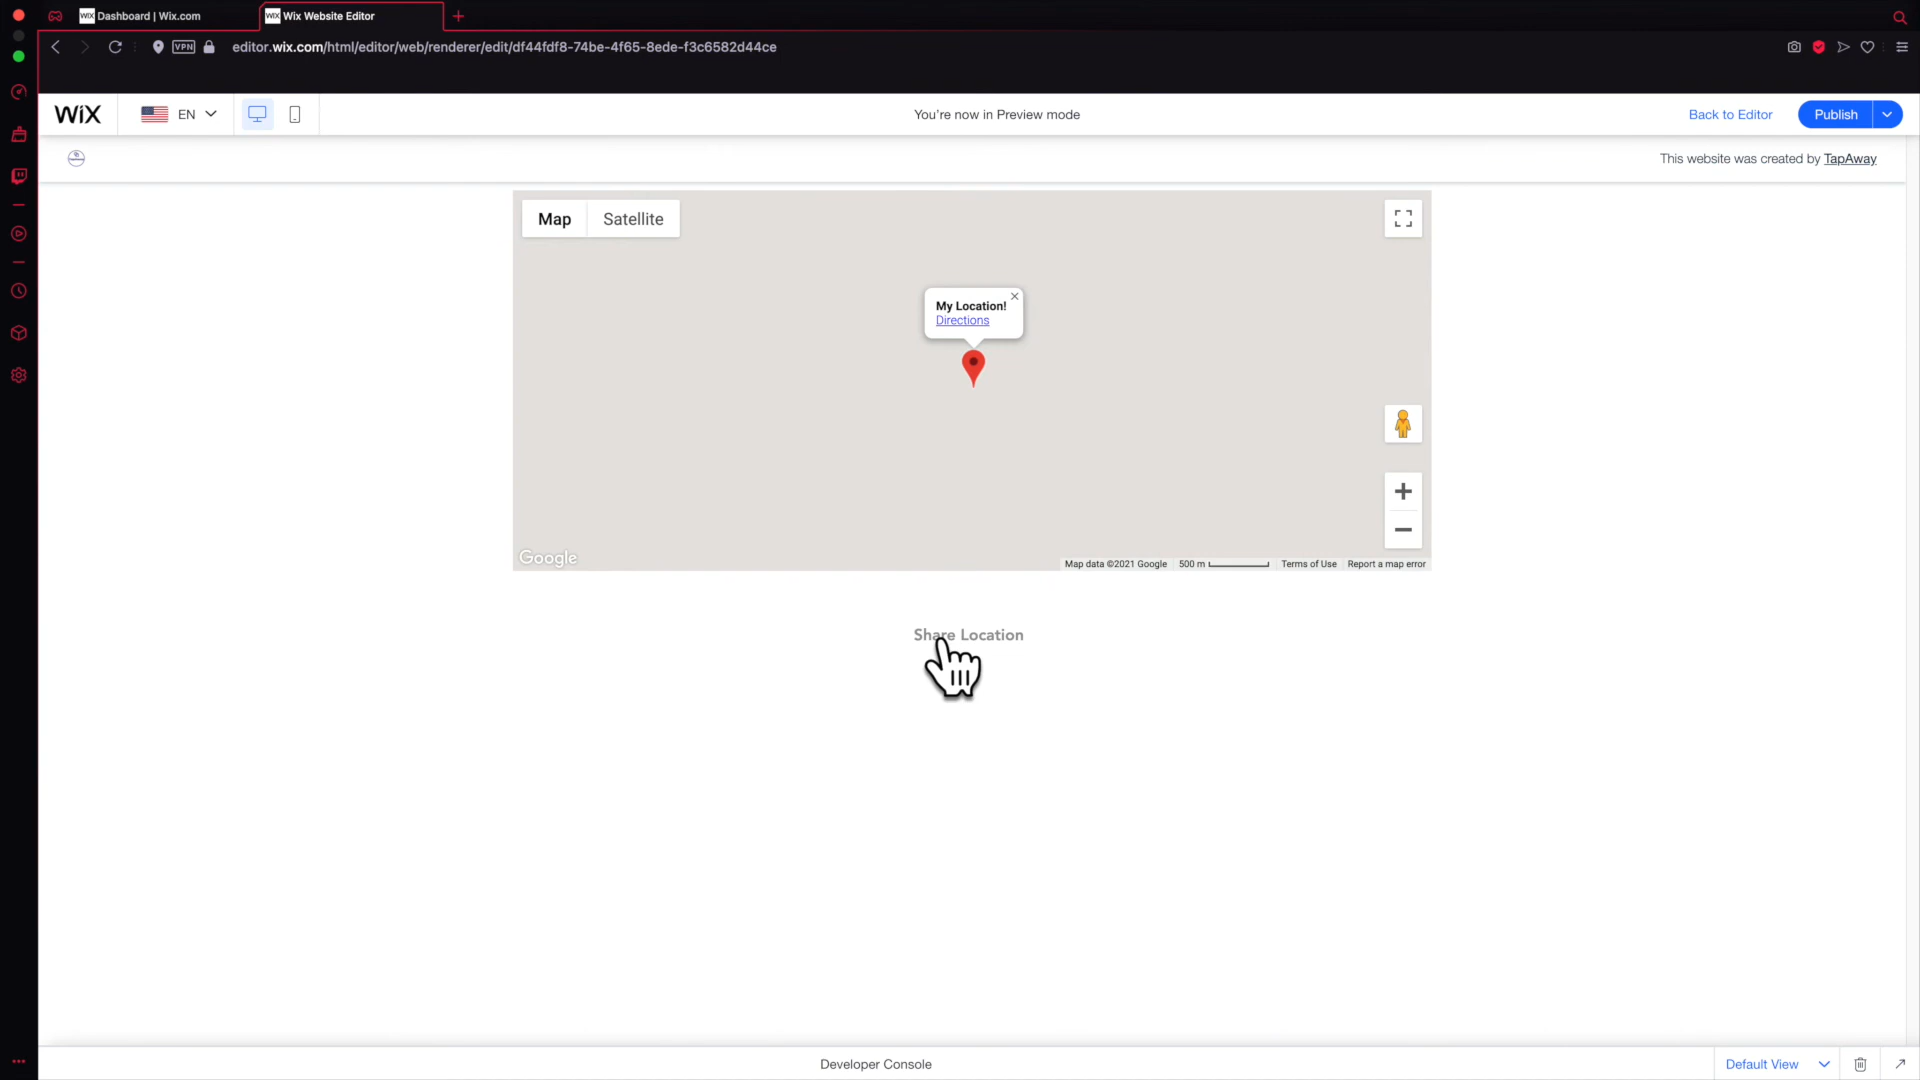 WIX Dashboard | Wix.com
WIX Wix Website Editor
VPN
editor.wix.com/html/editor/web/renderer/edit/df44fdf8-74be-4f65-8ede-f3c6582d44ce
WiX
EN
You're now in Preview mode
Back to Editor
Publish
This website was created by TapAway
Map
Satellite
My Location!
Directions
Google
Map data ©2021 Google
500 m
Terms of Use
Report a map error
Share Location
Developer Console
Default View